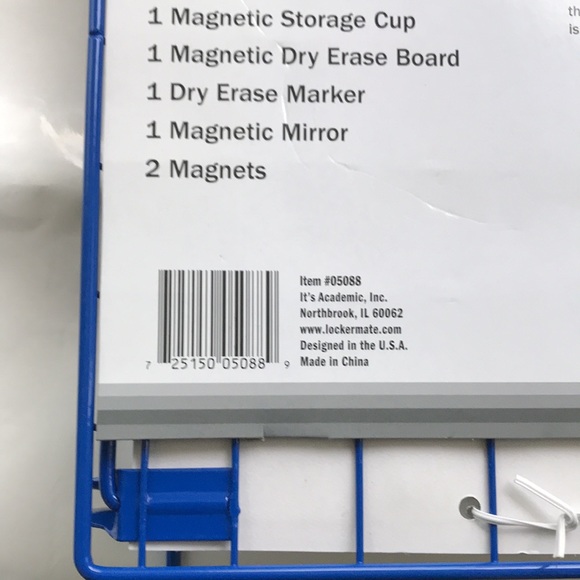 1 Magnetic Storage Cup
1 Magnetic Dry Erase Board
1 Dry Erase Marker
1 Magnetic Mirror
2 Magnets
th
is
Item #05088
It's Academic, Inc.
Northbrook, IL 60062
www.lockermate.com
Designed in the U.S.A.
Made in China
7 25150 05088 9